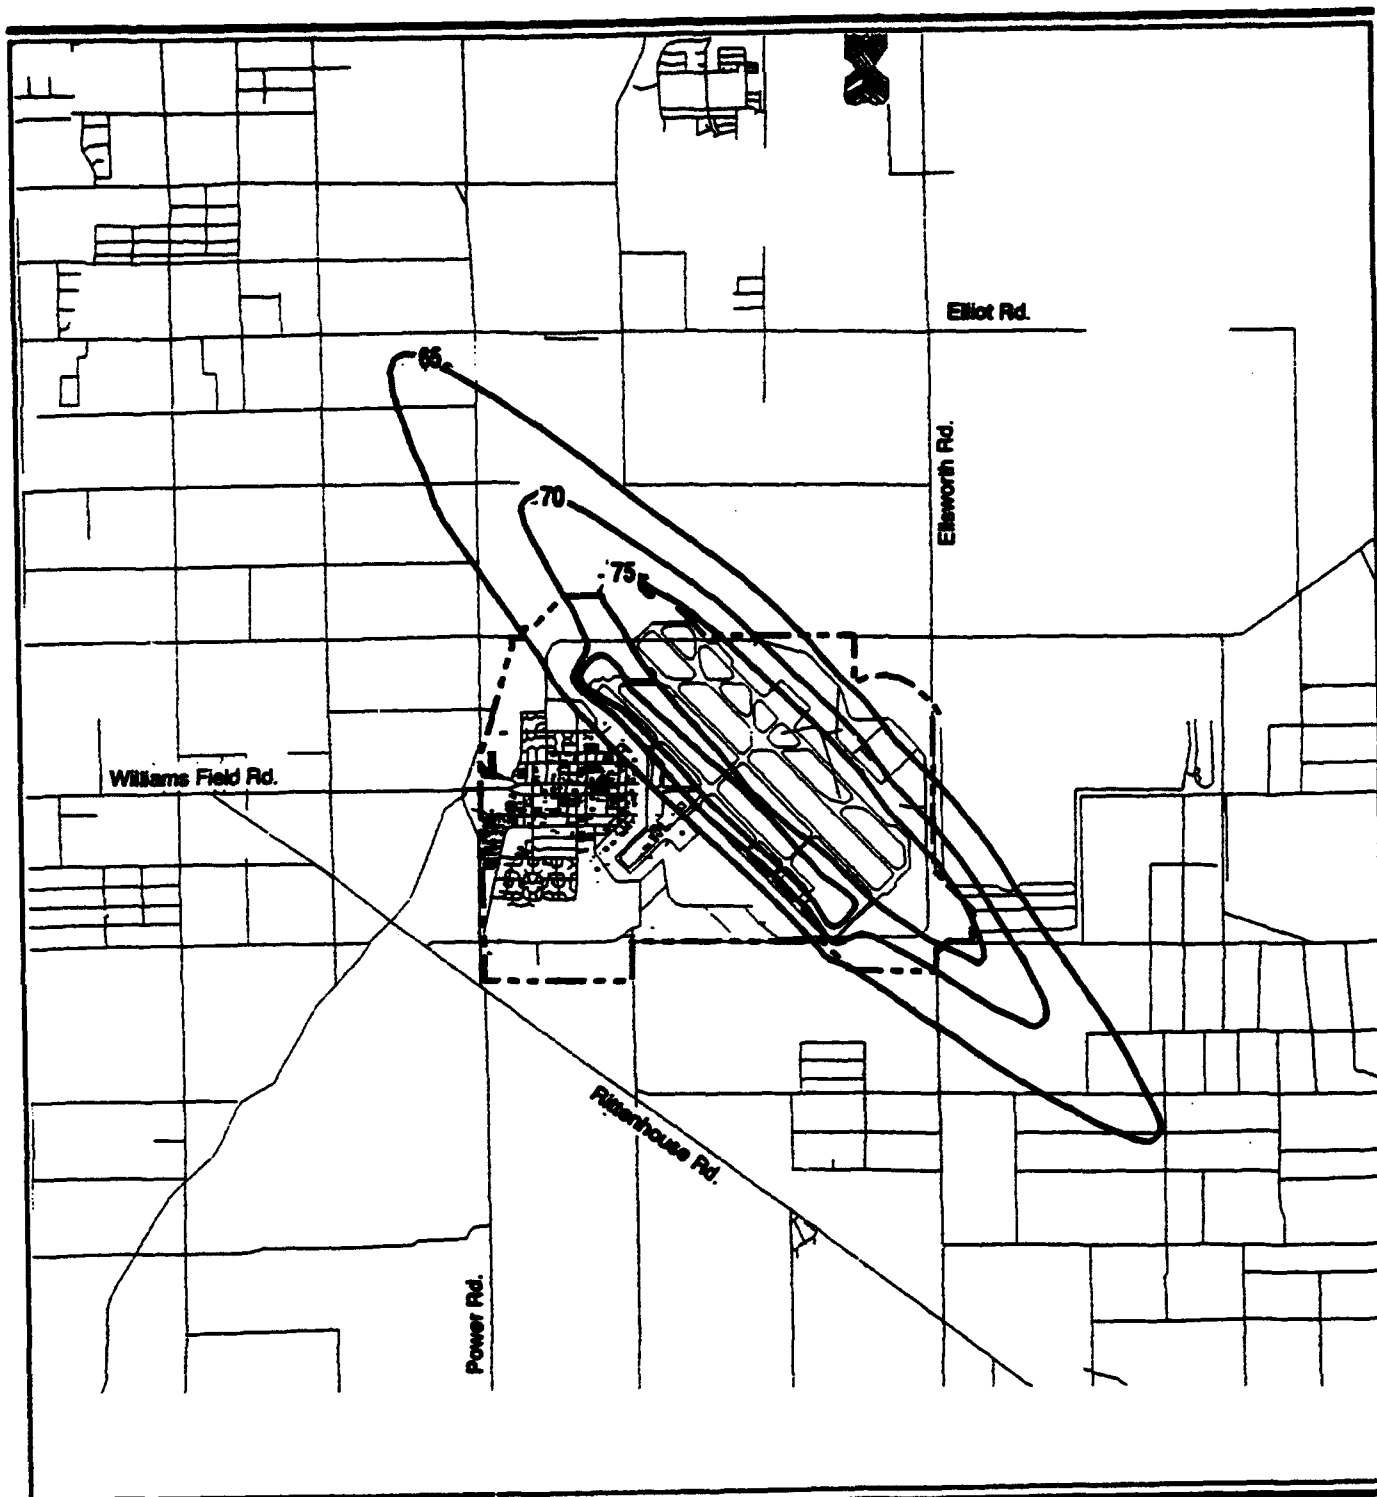 Elliot Rd.
65
Ellsworth Rd.
70
75
Williams Field Rd.
Rittenhouse Rd.
Power Rd.